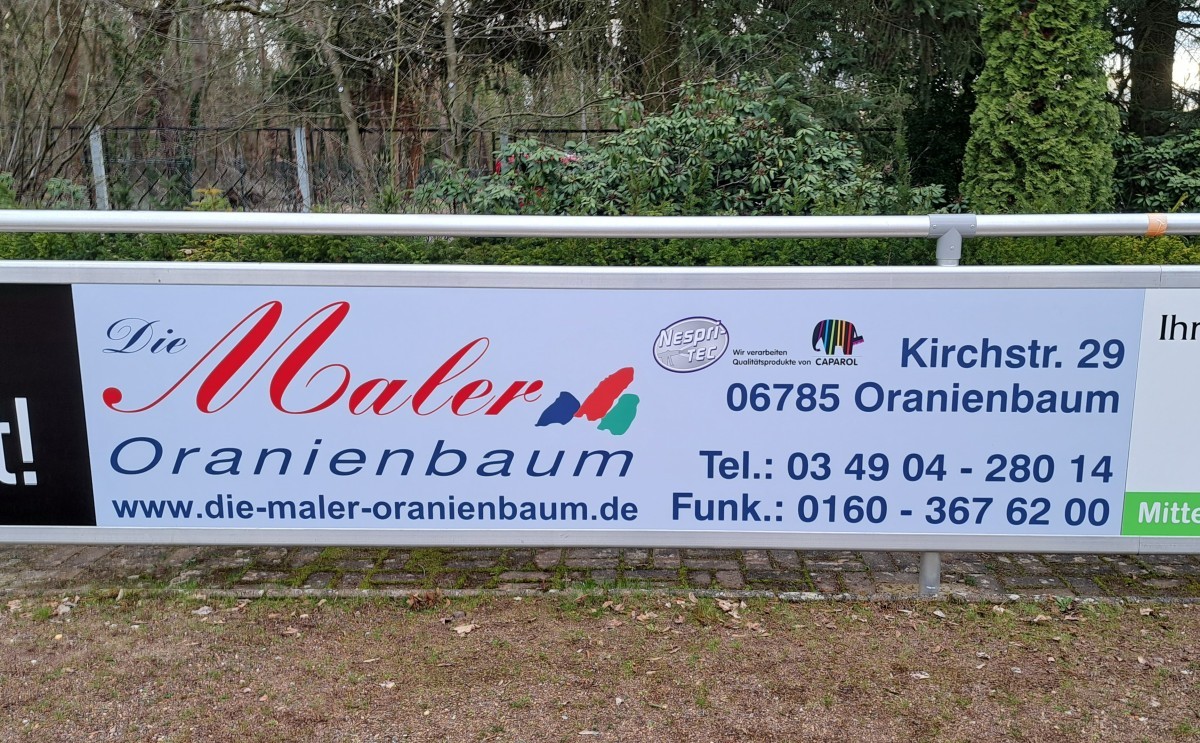 t!
Die Maler
Oranienbaum
www.die-maler-oranienbaum.de
Nespri-
TEC
Wir verarbeiten
Qualitätsprodukte von CAPAROL
Kirchstr. 29
06785 Oranienbaum
Tel.: 03 49 04 - 280 14
Funk.: 0160 - 367 62 00
Ihr
Mitte